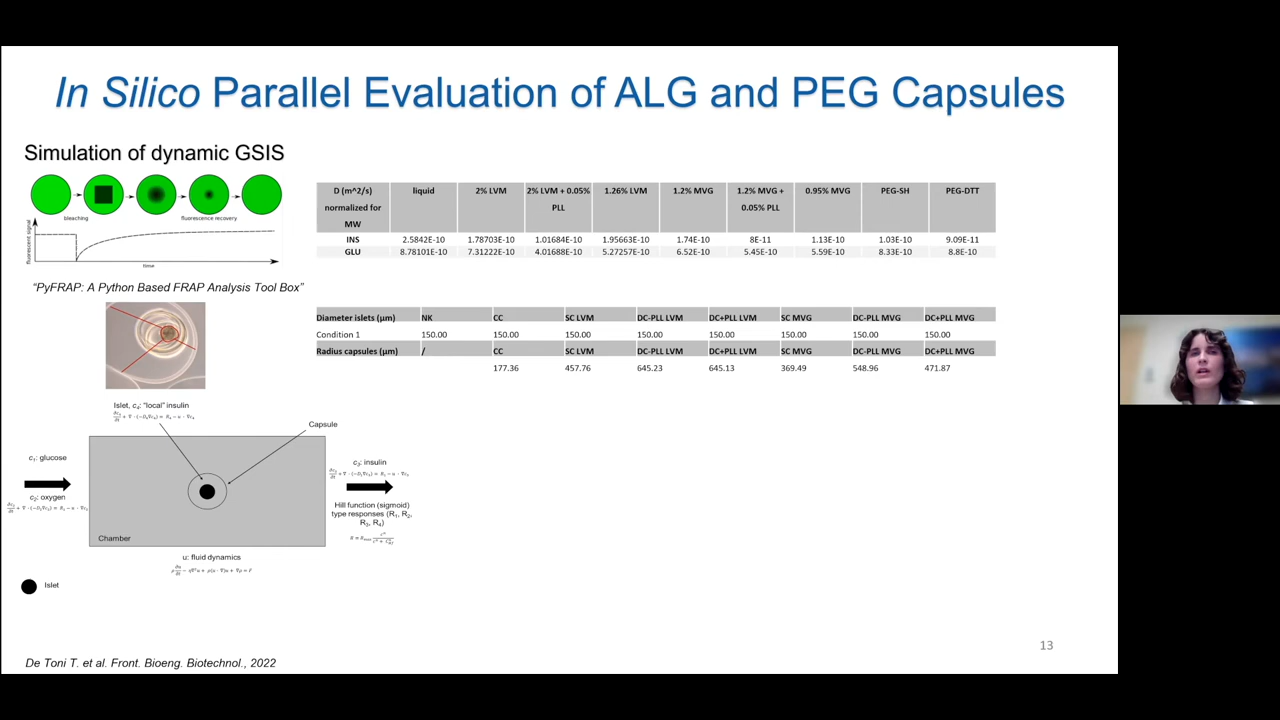 In Silico Parallel Evaluation of ALG and PEG Capsules
Simulation of dynamic GSIS
bleaching
fluorescence recovery
fluorescent signal
time
"PyFRAP: A Python Based FRAP Analysis Tool Box"
D (m^2/s) normalized for MW liquid 2% LVM 2% LVM + 0.05% PLL 1.26% LVM 1.2% MVG 1.2% MVG + 0.05% PLL 0.95% MVG PEG-SH PEG-DTT
INS 2.5842E-10 1.78703E-10 1.01684E-10 1.95663E-10 1.74E-10 8E-11 1.13E-10 1.03E-10 9.09E-11
GLU 8.78101E-10 7.31222E-10 4.01688E-10 5.27257E-10 6.52E-10 5.45E-10 5.59E-10 8.33E-10 8.8E-10
Diameter islets (µm) NK CC SC LVM DC-PLL LVM DC+PLL LVM SC MVG DC-PLL MVG DC+PLL MVG
Condition 1 150.00 150.00 150.00 150.00 150.00 150.00 150.00 150.00
Radius capsules (µm) / CC SC LVM DC-PLL LVM DC+PLL LVM SC MVG DC-PLL MVG DC+PLL MVG
177.36 457.76 645.23 645.13 369.49 548.96 471.87
Islet, c₄: "local" insulin
Capsule
c₁: glucose
c₂: oxygen
c₃: insulin
Hill function (sigmoid)
type responses (R₁, R₂,
R₃, R₄)
Chamber
u: fluid dynamics
Islet
13
De Toni T. et al. Front. Bioeng. Biotechnol., 2022